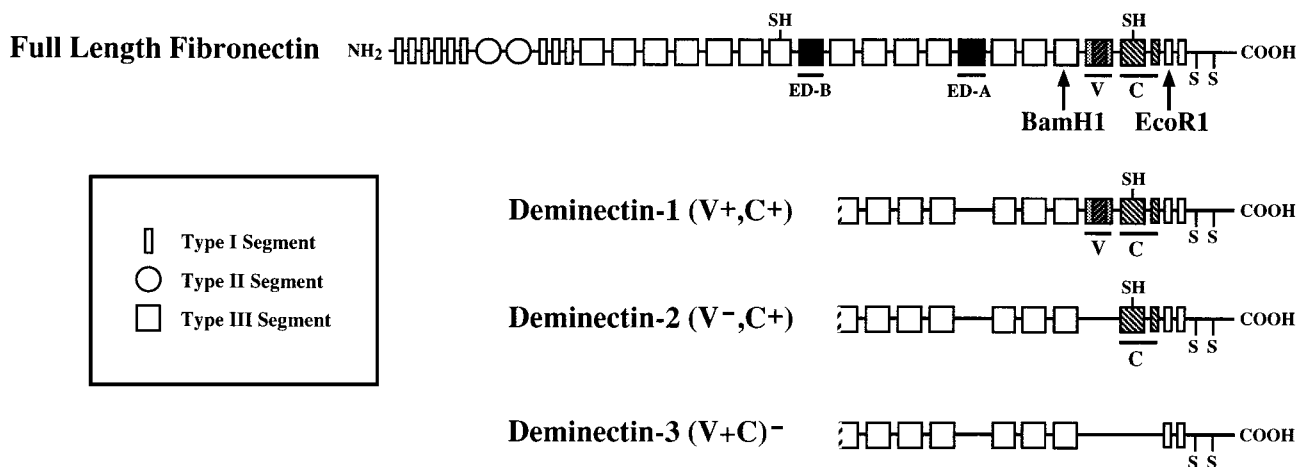 SH SH
Full Length Fibronectin NH2 COOH
S S
ED-B ED-A V C
BamH1 EcoR1
SH
Deminectin-1 (V+,C+) COOH
S S
V C
Type I Segment
Type II Segment
Type III Segment
SH
Deminectin-2 (V−,C+) COOH
S S
C
Deminectin-3 (V+C)− COOH
S S